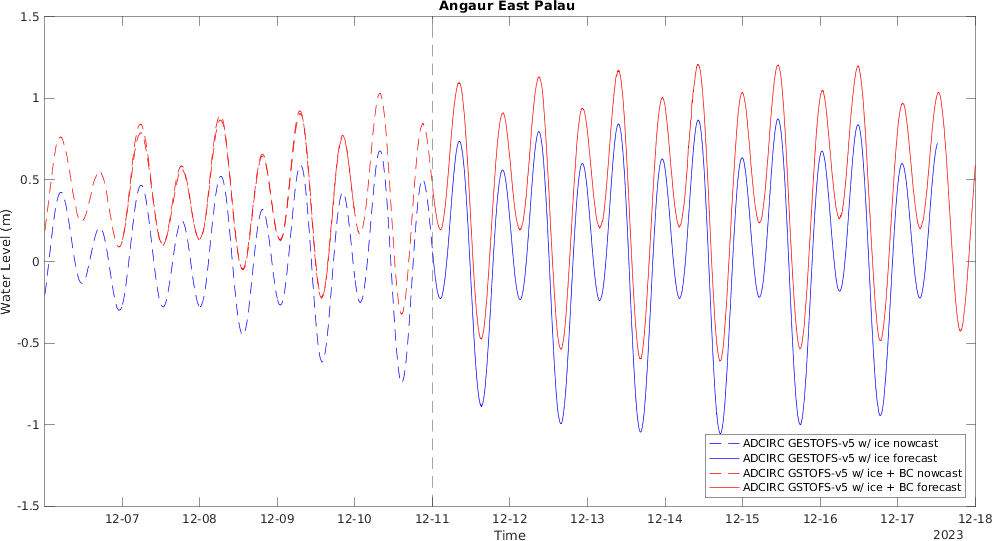 Angaur East Palau
1.5
1
0.5
0
-0.5
-1
-1.5
Water Level (m)
ADCIRC GESTOFS-v5 w/ ice nowcast
ADCIRC GESTOFS-v5 w/ ice forecast
ADCIRC GSTOFS-v5 w/ ice + BC nowcast
ADCIRC GSTOFS-v5 w/ ice + BC forecast
12-07 12-08 12-09 12-10 12-11 12-12 12-13 12-14 12-15 12-16 12-17 12-18
Time
2023